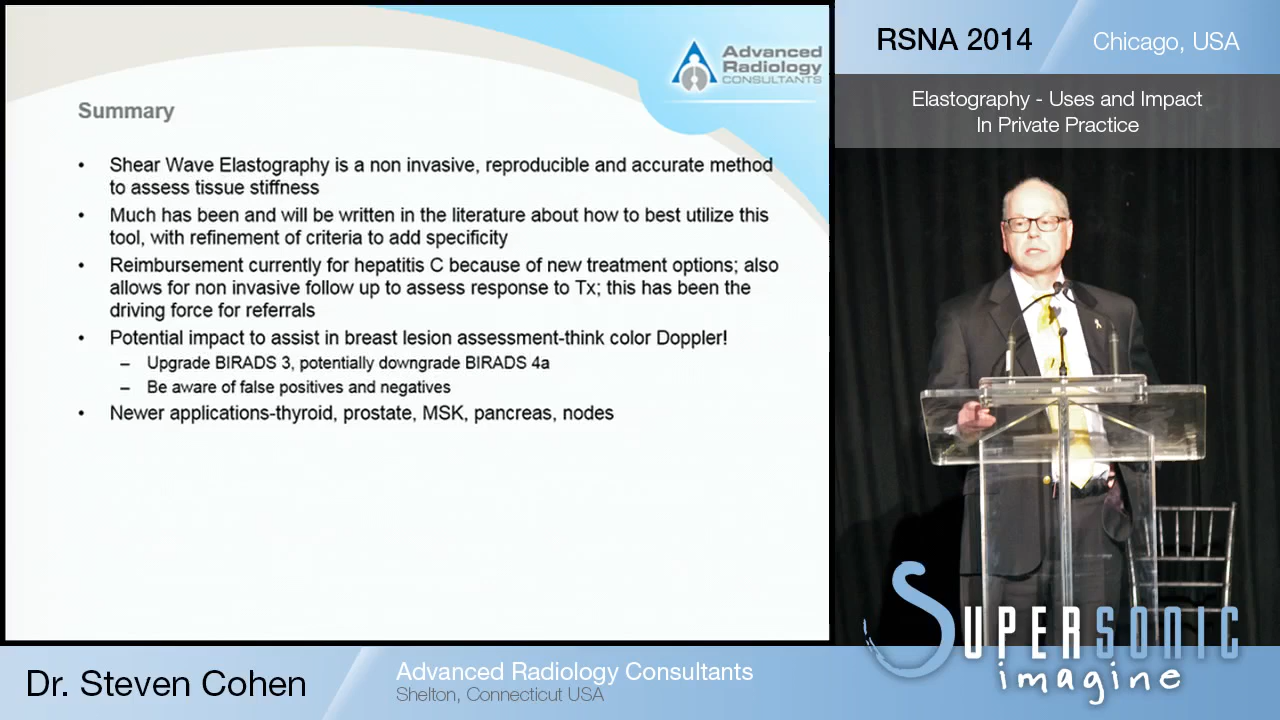 Advanced
Radiology
CONSULTANTS
Summary
• Shear Wave Elastography is a non invasive, reproducible and accurate method
to assess tissue stiffness
• Much has been and will be written in the literature about how to best utilize this
tool, with refinement of criteria to add specificity
• Reimbursement currently for hepatitis C because of new treatment options; also
allows for non invasive follow up to assess response to Tx; this has been the
driving force for referrals
• Potential impact to assist in breast lesion assessment-think color Doppler!
– Upgrade BIRADS 3, potentially downgrade BIRADS 4a
– Be aware of false positives and negatives
• Newer applications-thyroid, prostate, MSK, pancreas, nodes
RSNA 2014 Chicago, USA
Elastography - Uses and Impact
In Private Practice
SUPERSONIC
imagine
Dr. Steven Cohen
Advanced Radiology Consultants
Shelton, Connecticut USA